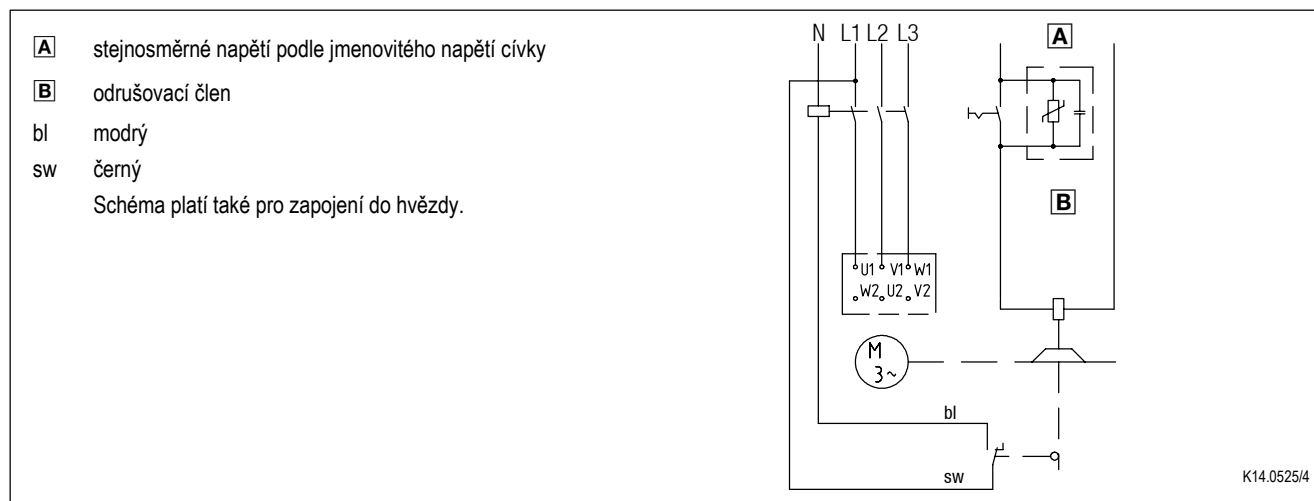 A stejnosměrné napětí podle jmenovitého napětí cívky
B odrušovací člen
bl modrý
sw černý
Schéma platí také pro zapojení do hvězdy.
N L1 L2 L3
A
B
U1 V1 W1
W2 U2 V2
M
3~
bl
sw
K14.0525/4